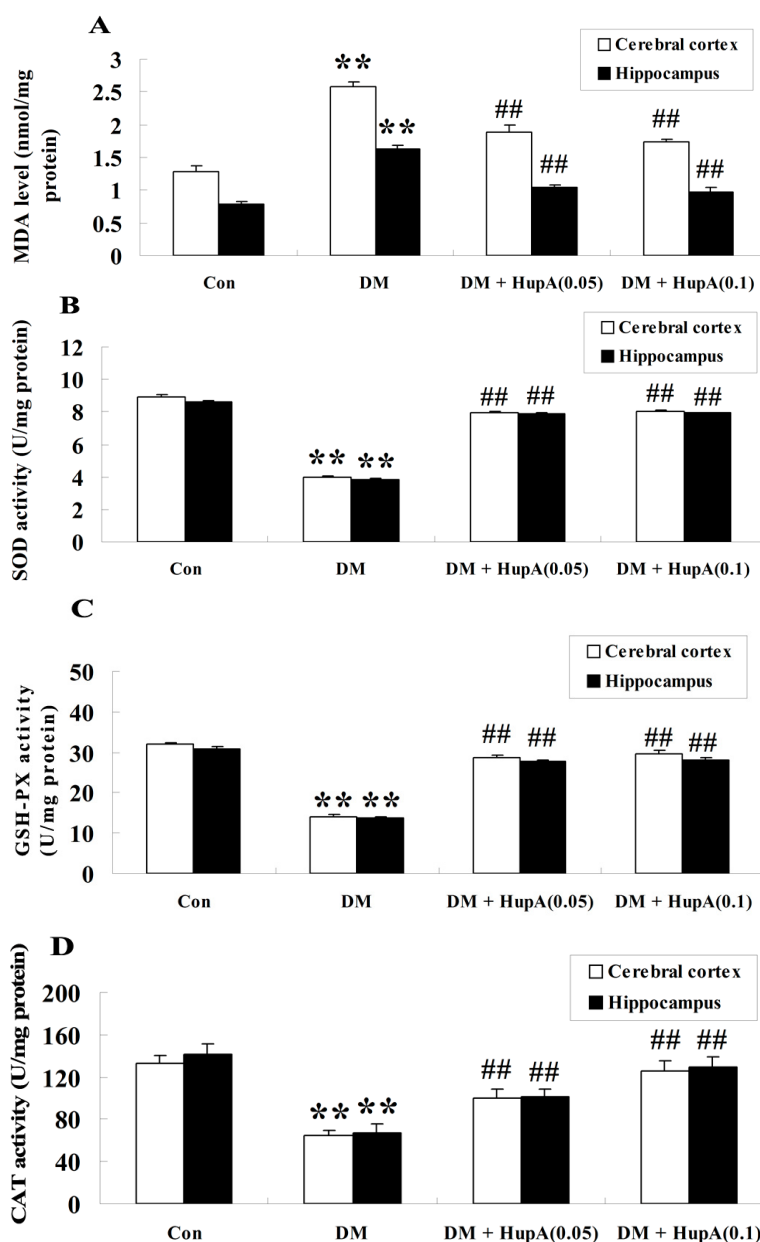 A
Cerebral cortex
Hippocampus
MDA level (nmol/mg
protein)
3
2.5
2
1.5
1
0.5
0
**
**
##
##
##
##
Con
DM
DM + HupA(0.05)
DM + HupA(0.1)
B
Cerebral cortex
Hippocampus
SOD activity (U/mg protein)
12
10
8
6
4
2
0
**
**
##
##
##
##
Con
DM
DM + HupA(0.05)
DM + HupA(0.1)
C
Cerebral cortex
Hippocampus
GSH-PX activity
(U/mg protein)
50
40
30
20
10
0
**
**
##
##
##
##
Con
DM
DM + HupA(0.05)
DM + HupA(0.1)
D
Cerebral cortex
Hippocampus
CAT activity (U/mg protein)
200
160
120
80
40
0
**
**
##
##
##
##
Con
DM
DM + HupA(0.05)
DM + HupA(0.1)